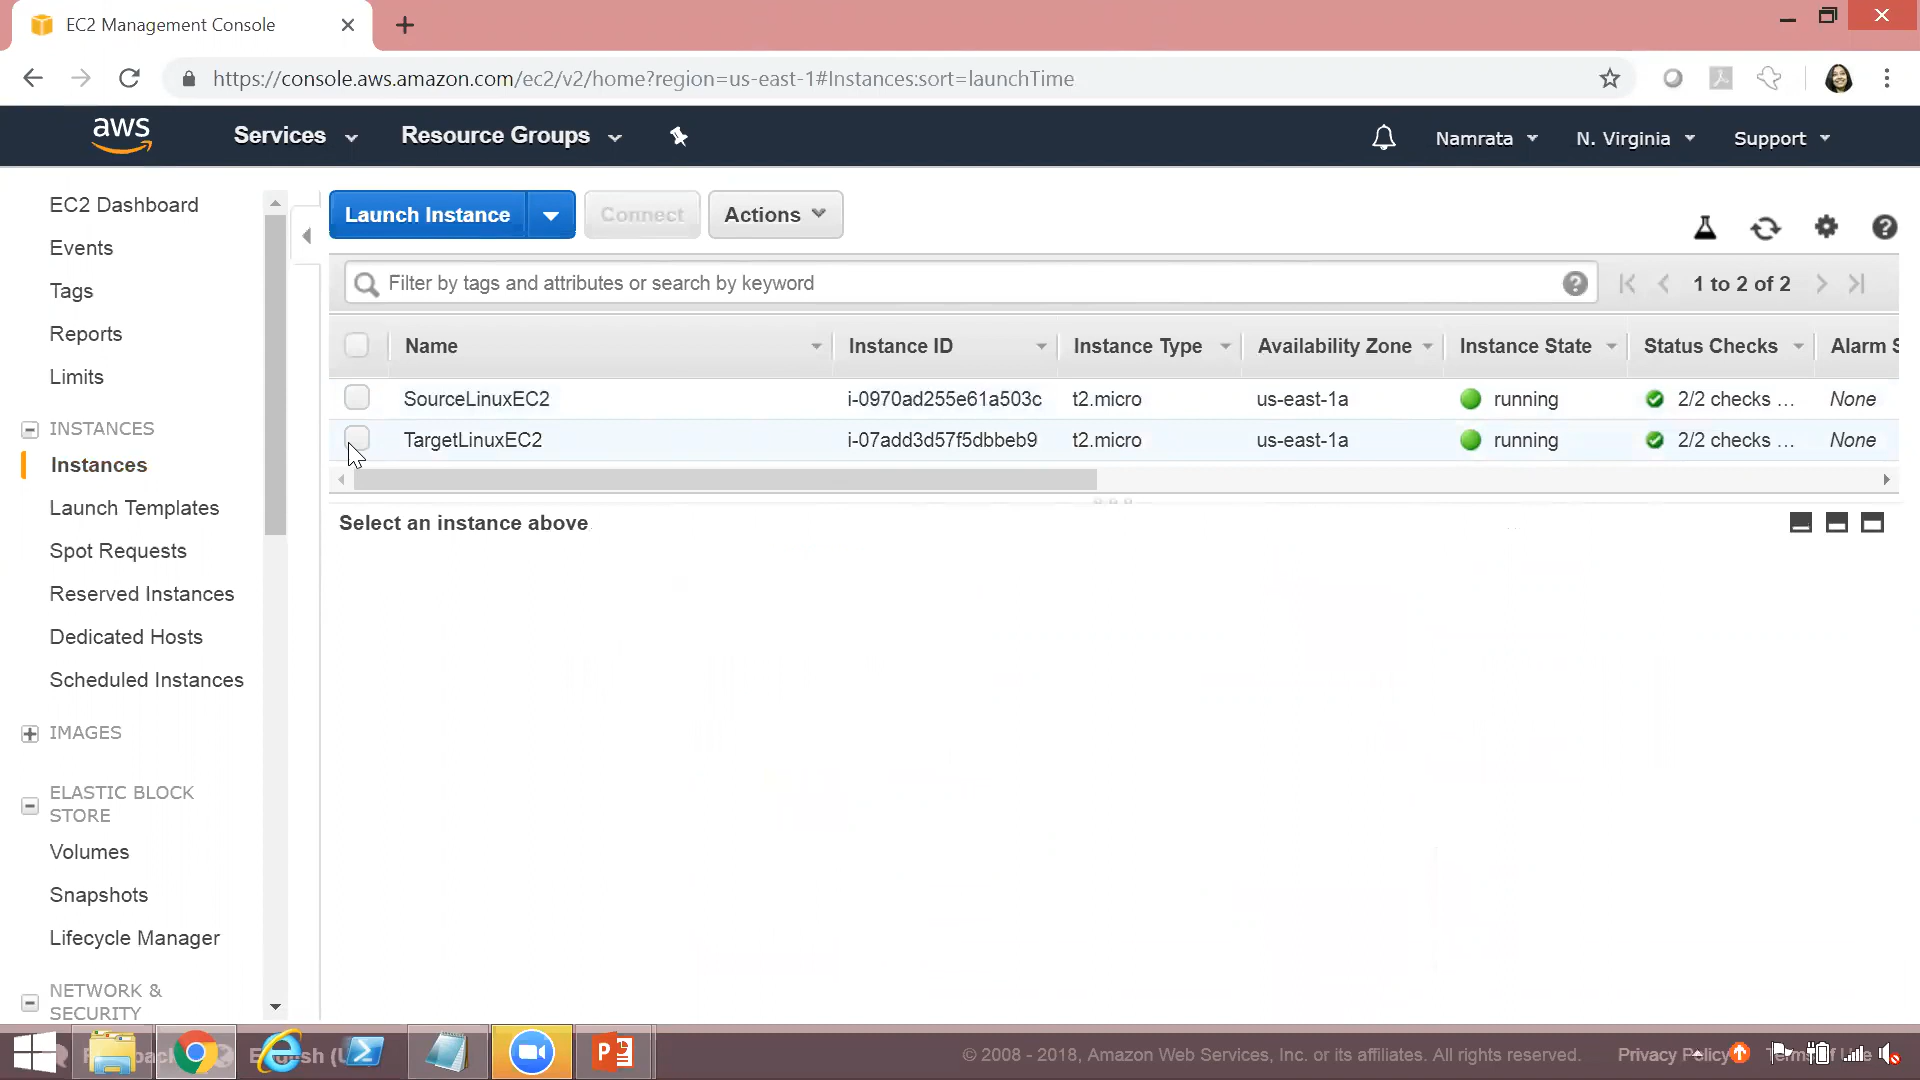 EC2 Management Console
https://console.aws.amazon.com/ec2/v2/home?region=us-east-1#Instances:sort=launchTime
aws
Services
Resource Groups
Namrata
N. Virginia
Support
EC2 Dashboard
Events
Tags
Reports
Limits
INSTANCES
Instances
Launch Templates
Spot Requests
Reserved Instances
Dedicated Hosts
Scheduled Instances
IMAGES
ELASTIC BLOCK
STORE
Volumes
Snapshots
Lifecycle Manager
NETWORK &
SECURITY
Launch Instance
Connect
Actions
Filter by tags and attributes or search by keyword
1 to 2 of 2
Name Instance ID Instance Type Availability Zone Instance State Status Checks Alarm S
SourceLinuxEC2 i-0970ad255e61a503c t2.micro us-east-1a running 2/2 checks ... None
TargetLinuxEC2 i-07add3d57f5dbbeb9 t2.micro us-east-1a running 2/2 checks ... None
Select an instance above
© 2008 - 2018, Amazon Web Services, Inc. or its affiliates. All rights reserved.
Privacy Policy